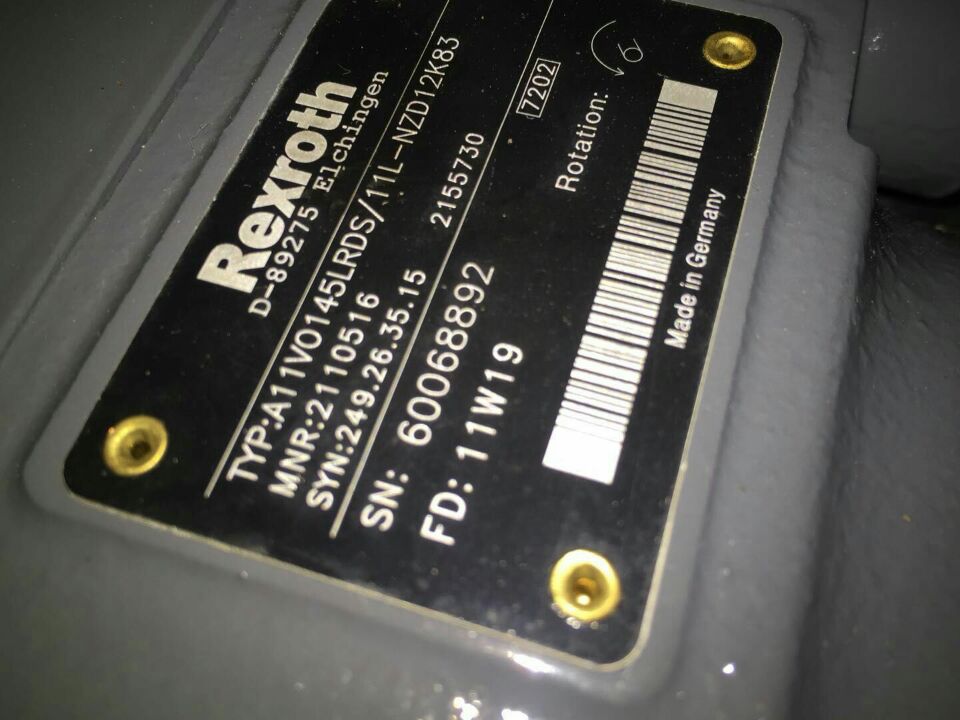 Rexroth
D-89275 Elchingen
TYP:A11VO145LRDS/11L-NZD12K83
MNR:2110516
SYN:249.26.35.15 2155730
SN: 60068892 7202
FD: 11W19 Rotation:
Made in Germany